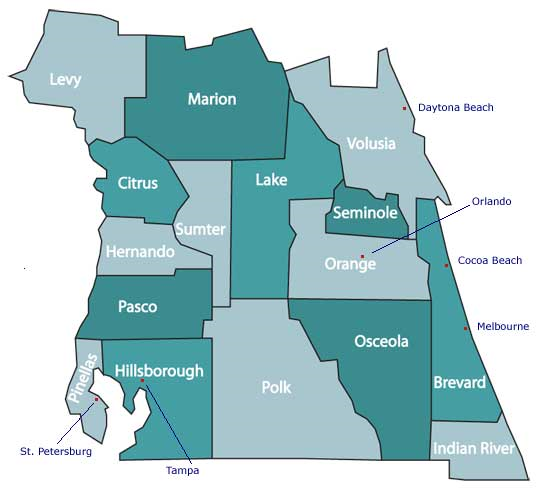 Levy
Marion
Daytona Beach
Volusia
Citrus
Lake
Orlando
Seminole
Sumter
Hernando
Orange
Cocoa Beach
Pasco
Melbourne
Osceola
Hillsborough
Pinellas
Polk
Brevard
Indian River
St. Petersburg
Tampa